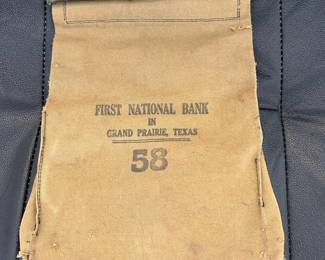 FIRST NATIONAL BANK
IN
GRAND PRAIRIE, TEXAS
58